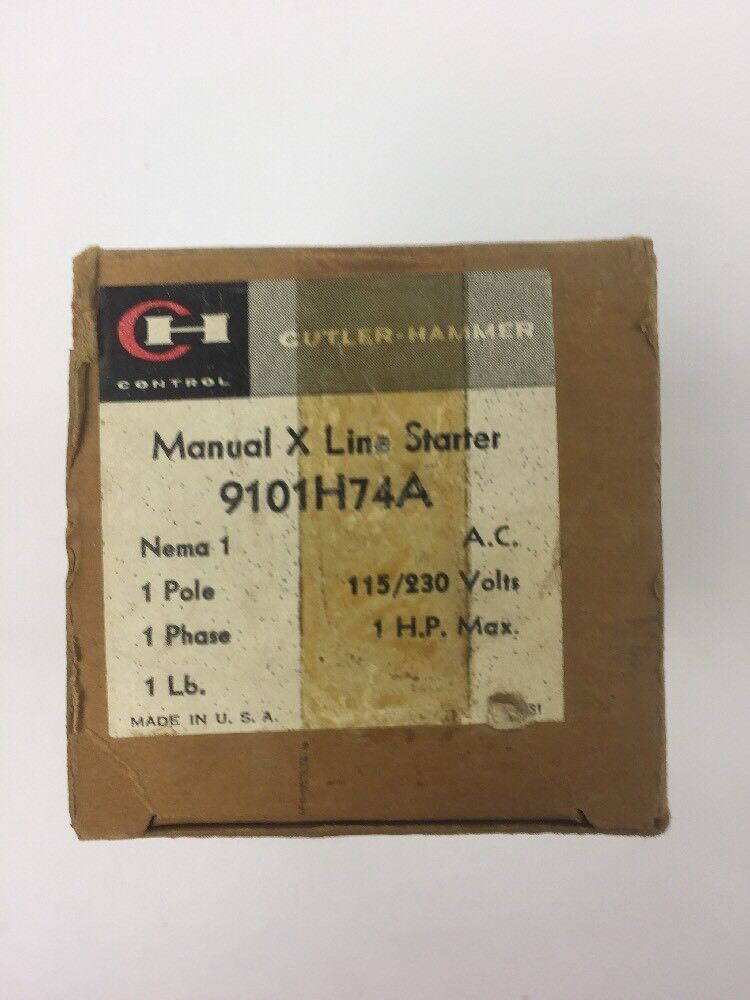 CH
CONTROL
CUTLER-HAMMER
Manual X Line Starter
9101H74A
Nema 1 A.C.
1 Pole 115/230 Volts
1 Phase 1 H.P. Max.
1 Lb.
MADE IN U. S. A.